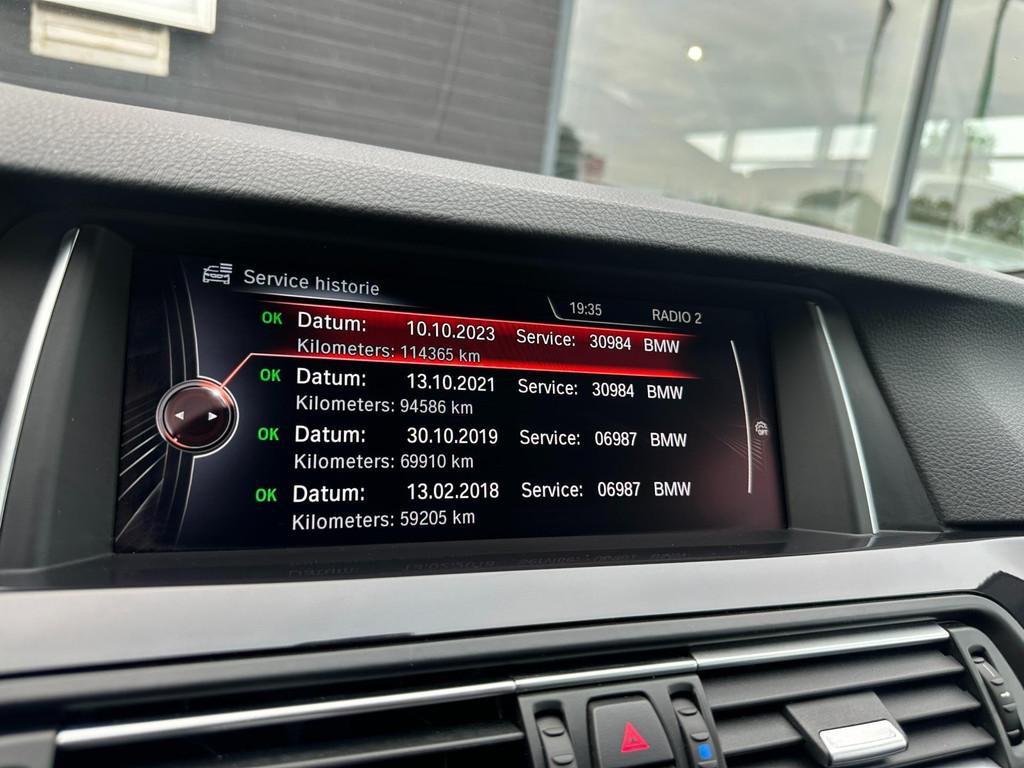 Service historie
19:35 RADIO 2
OK Datum: 10.10.2023 Service: 30984 BMW
Kilometers: 114365 km
OK Datum: 13.10.2021 Service: 30984 BMW
Kilometers: 94586 km
OK Datum: 30.10.2019 Service: 06987 BMW
Kilometers: 69910 km
OK Datum: 13.02.2018 Service: 06987 BMW
Kilometers: 59205 km
OFF